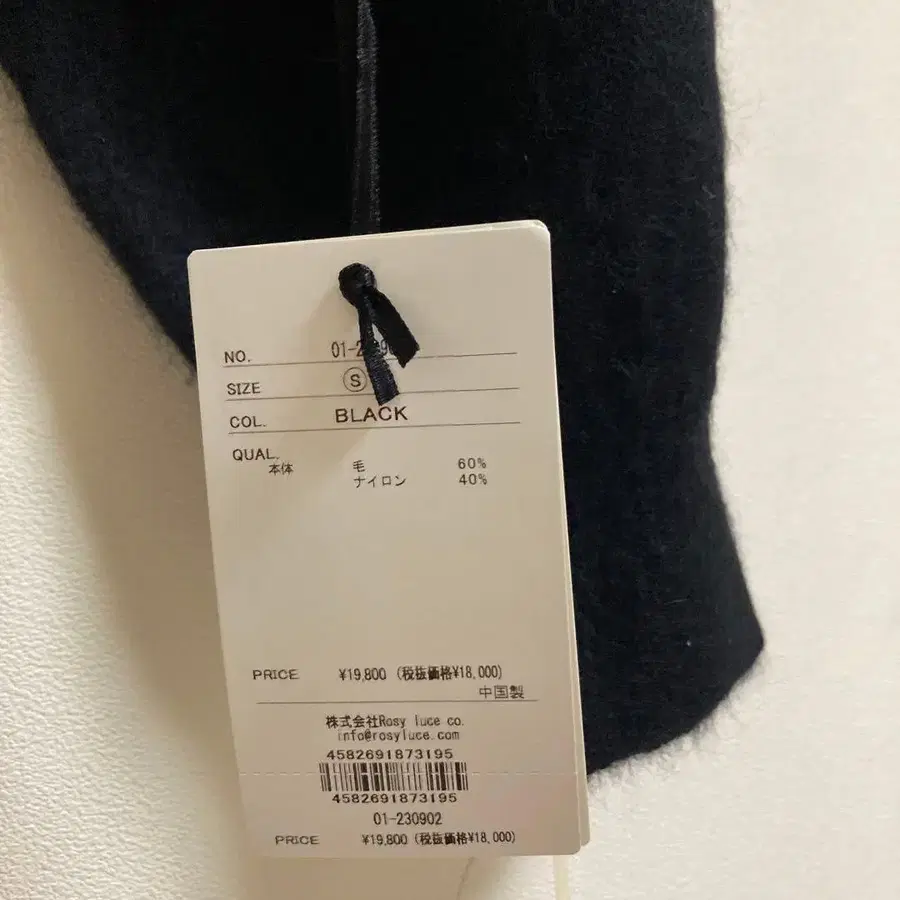 NO.
SIZE Ⓢ
COL. BLACK
QUAL.
本体 毛 60%
ナイロン 40%
PRICE ¥19,800 (税抜価格¥18,000)
中国製
株式会社Rosy luce co.
info@rosyluce.com
4582691873195
4582691873195
01-230902
PRICE ¥19,800 (税抜価格¥18,000)